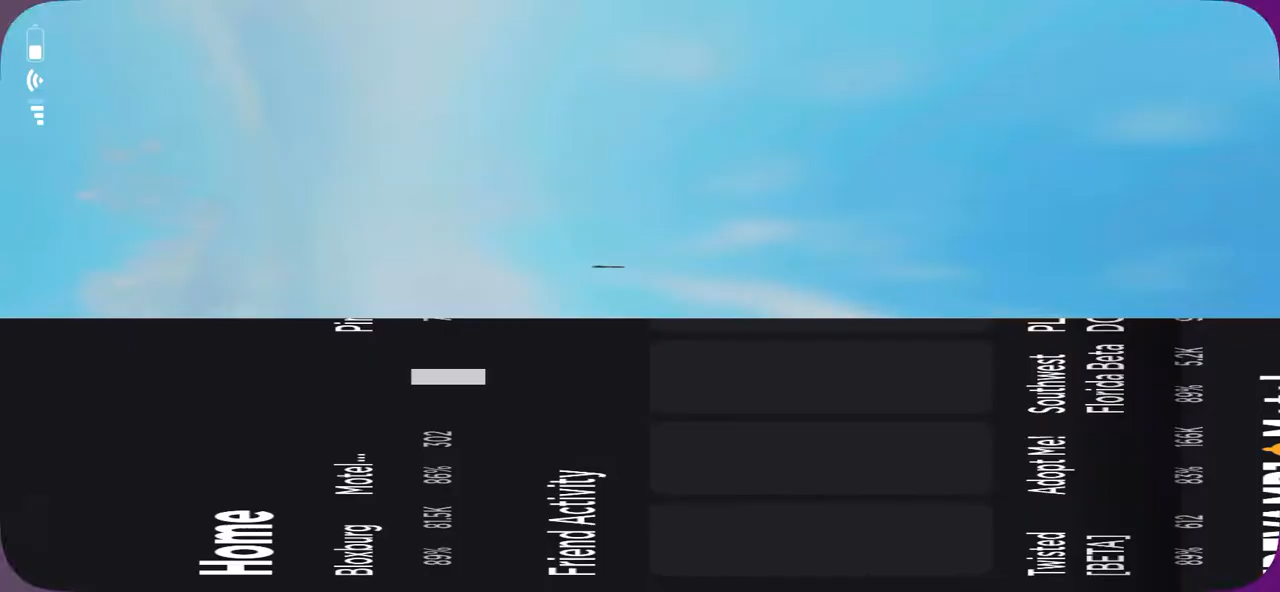 Home
Bloxburg
Motel...
89% 81.5K
86% 302
Friend Activity
Twisted
[BETA]
Adopt Me!
Southwest
Florida Beta
89% 612
83% 166K
89% 5.2K